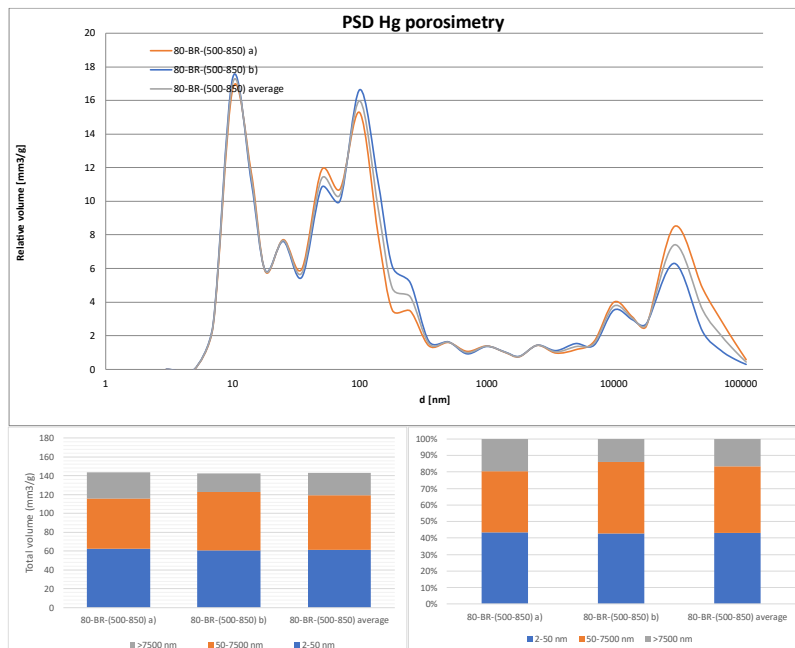 PSD Hg porosimetry
80-BR-(500-850) a)
80-BR-(500-850) b)
80-BR-(500-850) average
Relative volume [mm3/g]
20
18
16
14
12
10
8
6
4
2
0
1
10
100
1000
10000
100000
d [nm]
Total volume (mm3/g)
180
160
140
120
100
80
60
40
20
0
80-BR-(500-850) a)
80-BR-(500-850) b)
80-BR-(500-850) average
>7500 nm
50-7500 nm
2-50 nm
100%
90%
80%
70%
60%
50%
40%
30%
20%
10%
0%
80-BR-(500-850) a)
80-BR-(500-850) b)
80-BR-(500-850) average
2-50 nm
50-7500 nm
>7500 nm